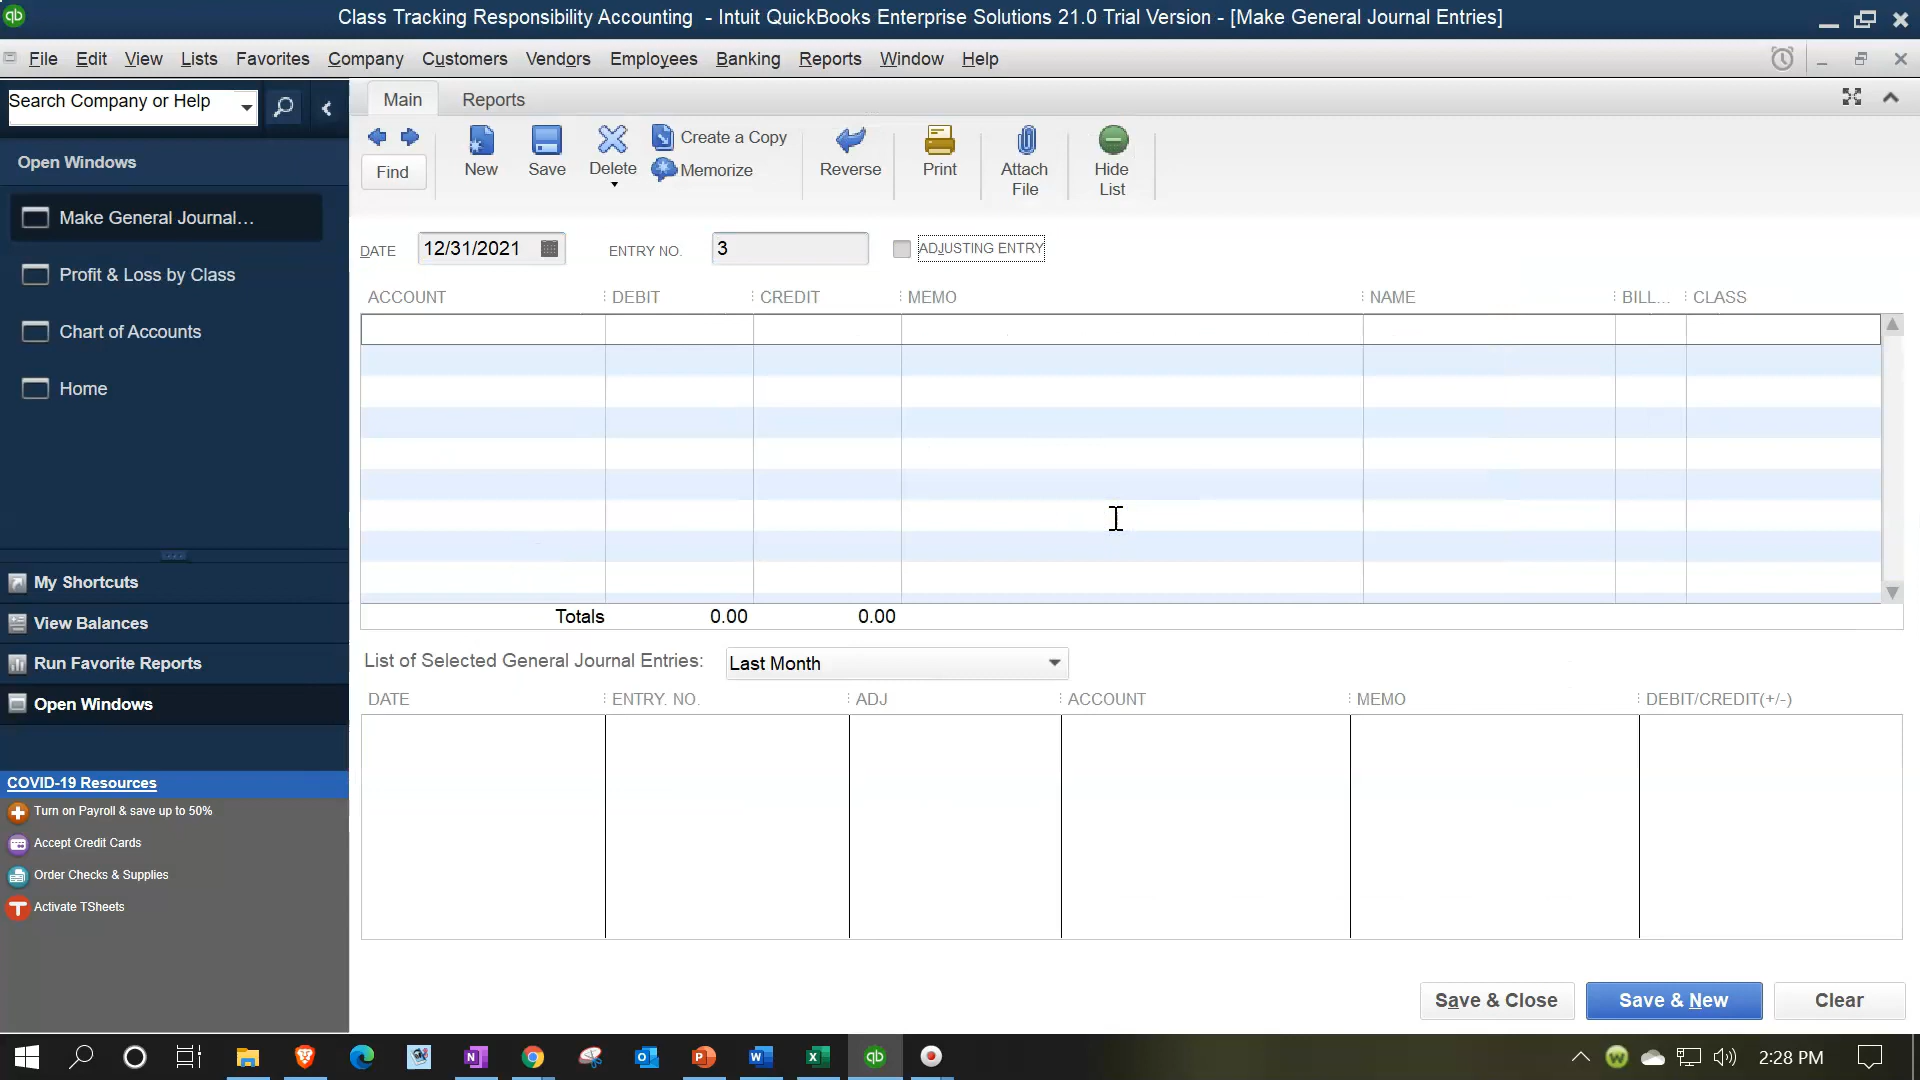 qb Class Tracking Responsibility Accounting - Intuit QuickBooks Enterprise Solutions 21.0 Trial Version - [Make General Journal Entries]
File Edit View Lists Favorites Company Customers Vendors Employees Banking Reports Window Help
Search Company or Help
Main Reports
Find
New
Save
Delete
Create a Copy
Memorize
Reverse
Print
Attach
File
Hide
List
Open Windows
Make General Journal...
Profit & Loss by Class
Chart of Accounts
Home
My Shortcuts
View Balances
Run Favorite Reports
Open Windows
COVID-19 Resources
Turn on Payroll & save up to 50%
Accept Credit Cards
Order Checks & Supplies
Activate TSheets
DATE 12/31/2021 ENTRY NO. 3 ADJUSTING ENTRY
ACCOUNT DEBIT CREDIT MEMO NAME BILL... CLASS
Totals 0.00 0.00
List of Selected General Journal Entries: Last Month
DATE ENTRY. NO. ADJ ACCOUNT MEMO DEBIT/CREDIT(+/-)
Save & Close Save & New Clear
2:28 PM